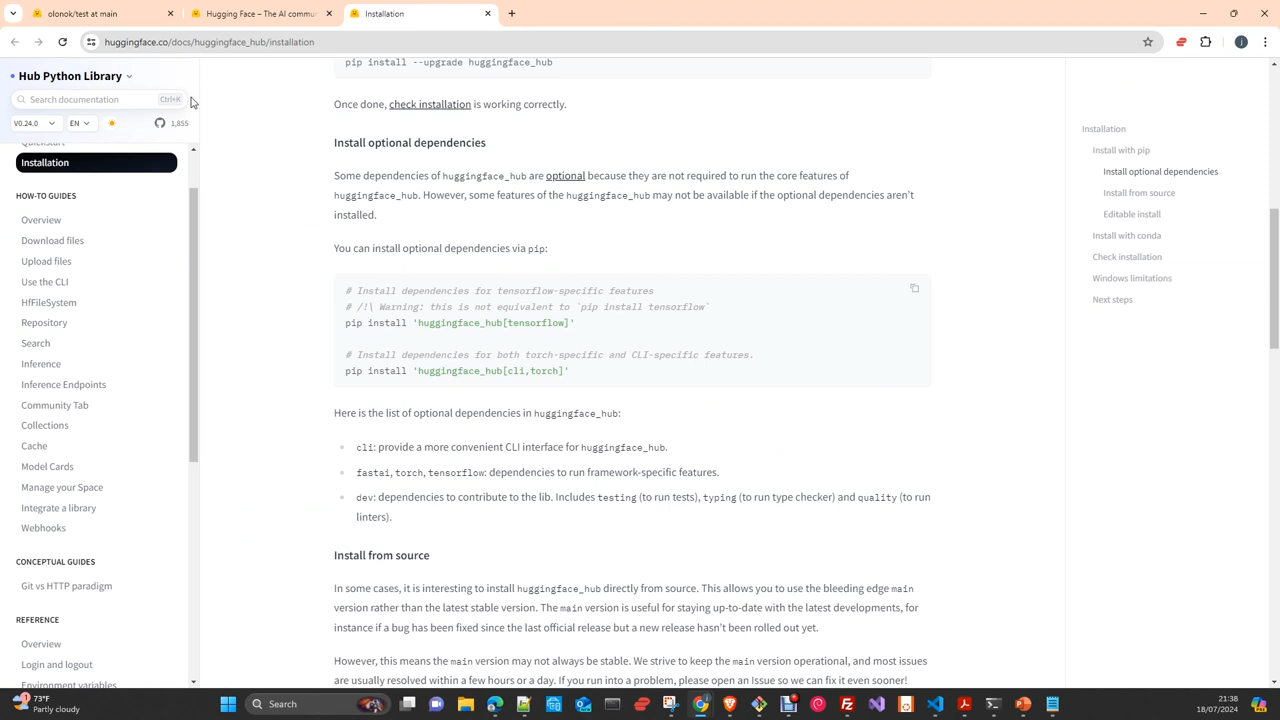 olonok/test at main
Hugging Face – The AI commu
Installation
huggingface.co/docs/huggingface_hub/installation
Hub Python Library
Search documentation
Ctrl+K
V0.24.0
EN
1,855
Installation
HOW-TO GUIDES
Overview
Download files
Upload files
Use the CLI
HfFileSystem
Repository
Search
Inference
Inference Endpoints
Community Tab
Collections
Cache
Model Cards
Manage your Space
Integrate a library
Webhooks
CONCEPTUAL GUIDES
Git vs HTTP paradigm
REFERENCE
Overview
Login and logout
Environment variables
pip install --upgrade huggingface_hub
Once done, check installation is working correctly.
Install optional dependencies
Some dependencies of huggingface_hub are optional because they are not required to run the core features of
huggingface_hub. However, some features of the huggingface_hub may not be available if the optional dependencies aren't
installed.
You can install optional dependencies via pip:
# Install dependencies for tensorflow-specific features
# /!\ Warning: this is not equivalent to `pip install tensorflow`
pip install 'huggingface_hub[tensorflow]'
# Install dependencies for both torch-specific and CLI-specific features.
pip install 'huggingface_hub[cli,torch]'
Here is the list of optional dependencies in huggingface_hub:
cli: provide a more convenient CLI interface for huggingface_hub.
fastai, torch, tensorflow: dependencies to run framework-specific features.
dev: dependencies to contribute to the lib. Includes testing (to run tests), typing (to run type checker) and quality (to run
linters).
Install from source
In some cases, it is interesting to install huggingface_hub directly from source. This allows you to use the bleeding edge main
version rather than the latest stable version. The main version is useful for staying up-to-date with the latest developments, for
instance if a bug has been fixed since the last official release but a new release hasn't been rolled out yet.
However, this means the main version may not always be stable. We strive to keep the main version operational, and most issues
are usually resolved within a few hours or a day. If you run into a problem, please open an Issue so we can fix it even sooner!
Installation
Install with pip
Install optional dependencies
Install from source
Editable install
Install with conda
Check installation
Windows limitations
Next steps
73°F
Partly cloudy
Search
21:38
18/07/2024